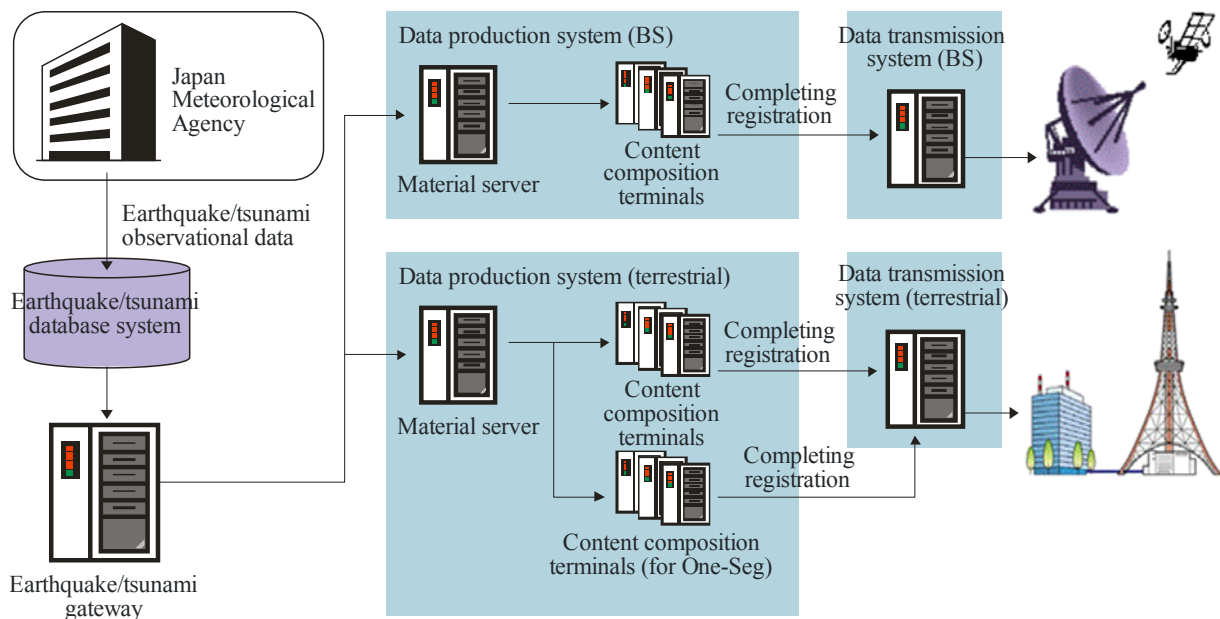 Japan
Meteorological
Agency
Earthquake/tsunami
observational data
Earthquake/tsunami
database system
Earthquake/tsunami
gateway
Data production system (BS)
Material server
Content
composition
terminals
Completing
registration
Data transmission
system (BS)
Data production system (terrestrial)
Material server
Content
composition
terminals
Completing
registration
Content composition
terminals (for One-Seg)
Completing
registration
Data transmission
system (terrestrial)